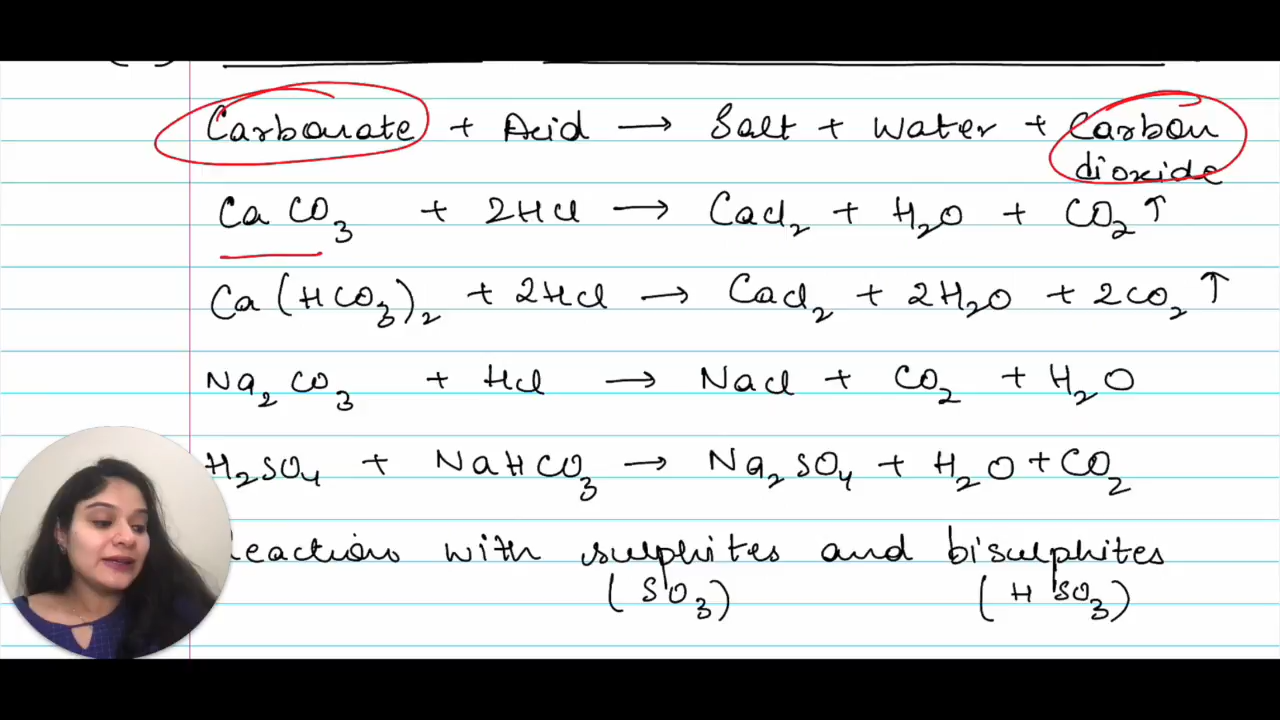 Carbonate + Acid → Salt + Water + Carbon
dioxide
CaCO₃ + 2HCl → CaCl₂ + H₂O + CO₂↑
Ca(HCO₃)₂ + 2HCl → CaCl₂ + 2H₂O + 2CO₂↑
Na₂CO₃ + HCl → NaCl + CO₂ + H₂O
H₂SO₄ + NaHCO₃ → Na₂SO₄ + H₂O + CO₂
Reactions with sulphites and bisulphites
(SO₃) (HSO₃)